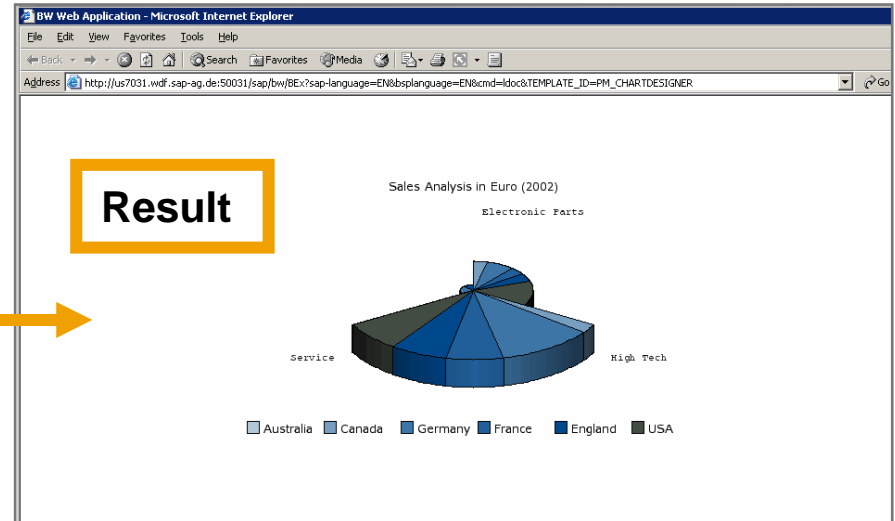 BW Web Application - Microsoft Internet Explorer
File Edit View Favorites Tools Help
Back Search Favorites Media
Address http://us7031.wdf.sap-ag.de:50031/sap/bw/BEx?sap-language=EN&bsplanguage=EN&cmd=ldoc&TEMPLATE_ID=PM_CHARTDESIGNER Go
Result
Sales Analysis in Euro (2002)
Electronic Parts
Service High Tech
Australia Canada Germany France England USA